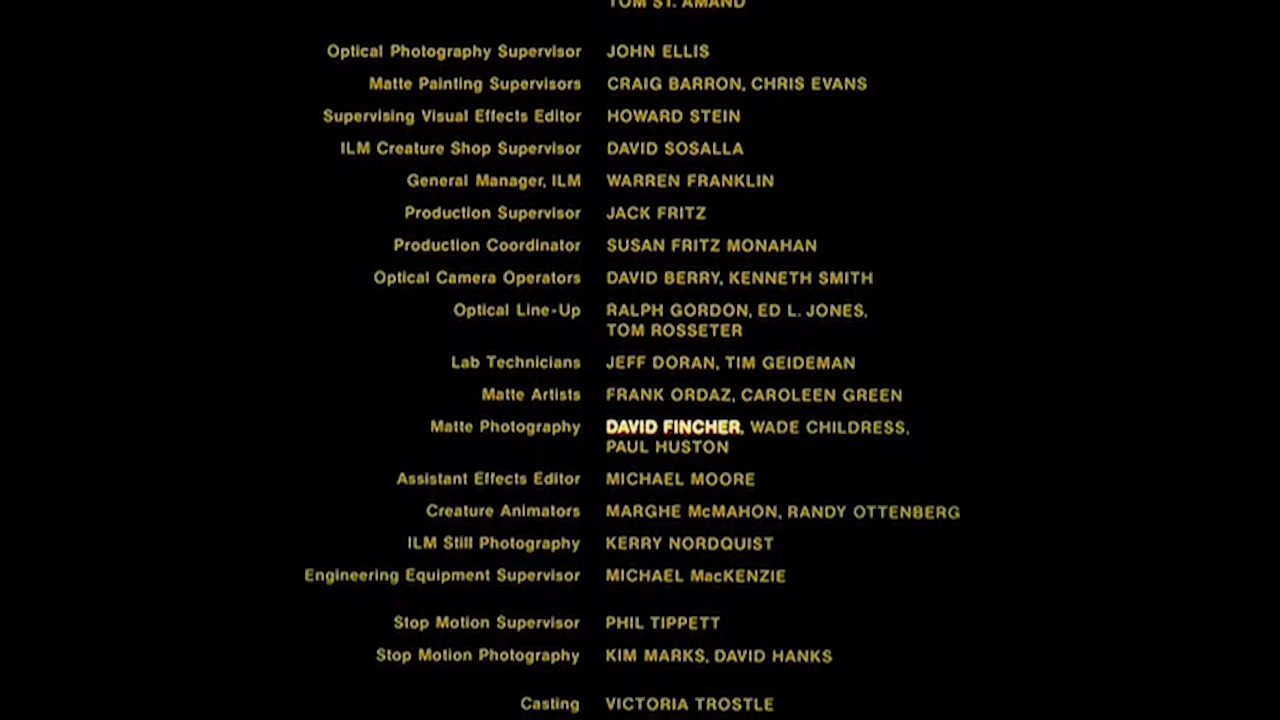 TOM ST. AMAND
Optical Photography Supervisor JOHN ELLIS
Matte Painting Supervisors CRAIG BARRON, CHRIS EVANS
Supervising Visual Effects Editor HOWARD STEIN
ILM Creature Shop Supervisor DAVID SOSALLA
General Manager, ILM WARREN FRANKLIN
Production Supervisor JACK FRITZ
Production Coordinator SUSAN FRITZ MONAHAN
Optical Camera Operators DAVID BERRY, KENNETH SMITH
Optical Line-Up RALPH GORDON, ED L. JONES,
TOM ROSSETER
Lab Technicians JEFF DORAN, TIM GEIDEMAN
Matte Artists FRANK ORDAZ, CAROLEEN GREEN
Matte Photography DAVID FINCHER, WADE CHILDRESS,
PAUL HUSTON
Assistant Effects Editor MICHAEL MOORE
Creature Animators MARGHE McMAHON, RANDY OTTENBERG
ILM Still Photography KERRY NORDQUIST
Engineering Equipment Supervisor MICHAEL MacKENZIE
Stop Motion Supervisor PHIL TIPPETT
Stop Motion Photography KIM MARKS, DAVID HANKS
Casting VICTORIA TROSTLE